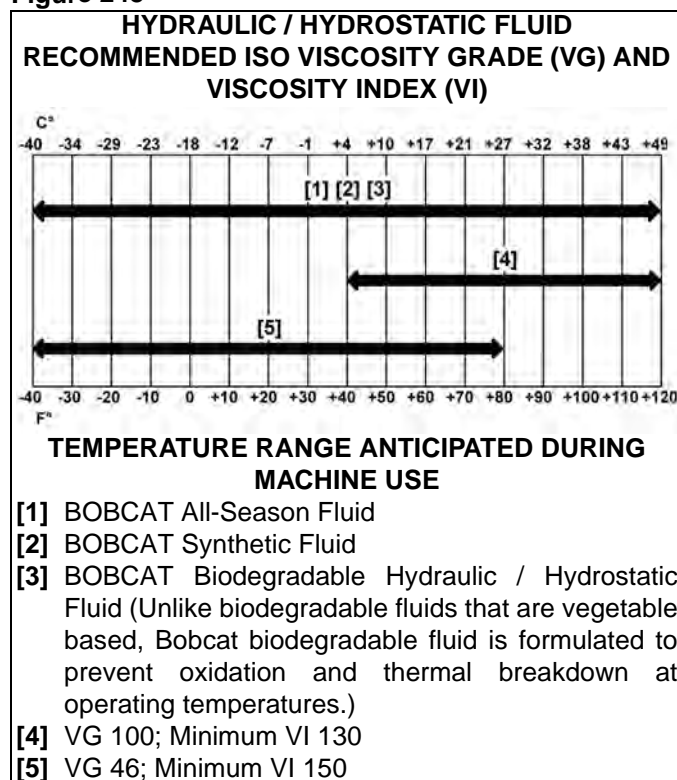 HYDRAULIC / HYDROSTATIC FLUID
RECOMMENDED ISO VISCOSITY GRADE (VG) AND
VISCOSITY INDEX (VI)
C°
-40 -34 -29 -23 -18 -12 -7 -1 +4 +10 +17 +21 +27 +32 +38 +43 +49
[1] [2] [3]
[4]
[5]
-40 -30 -20 -10 0 +10 +20 +30 +40 +50 +60 +70 +80 +90 +100 +110 +120
F°
TEMPERATURE RANGE ANTICIPATED DURING
MACHINE USE
[1] BOBCAT All-Season Fluid
[2] BOBCAT Synthetic Fluid
[3] BOBCAT Biodegradable Hydraulic / Hydrostatic
Fluid (Unlike biodegradable fluids that are vegetable
based, Bobcat biodegradable fluid is formulated to
prevent oxidation and thermal breakdown at
operating temperatures.)
[4] VG 100; Minimum VI 130
[5] VG 46; Minimum VI 150